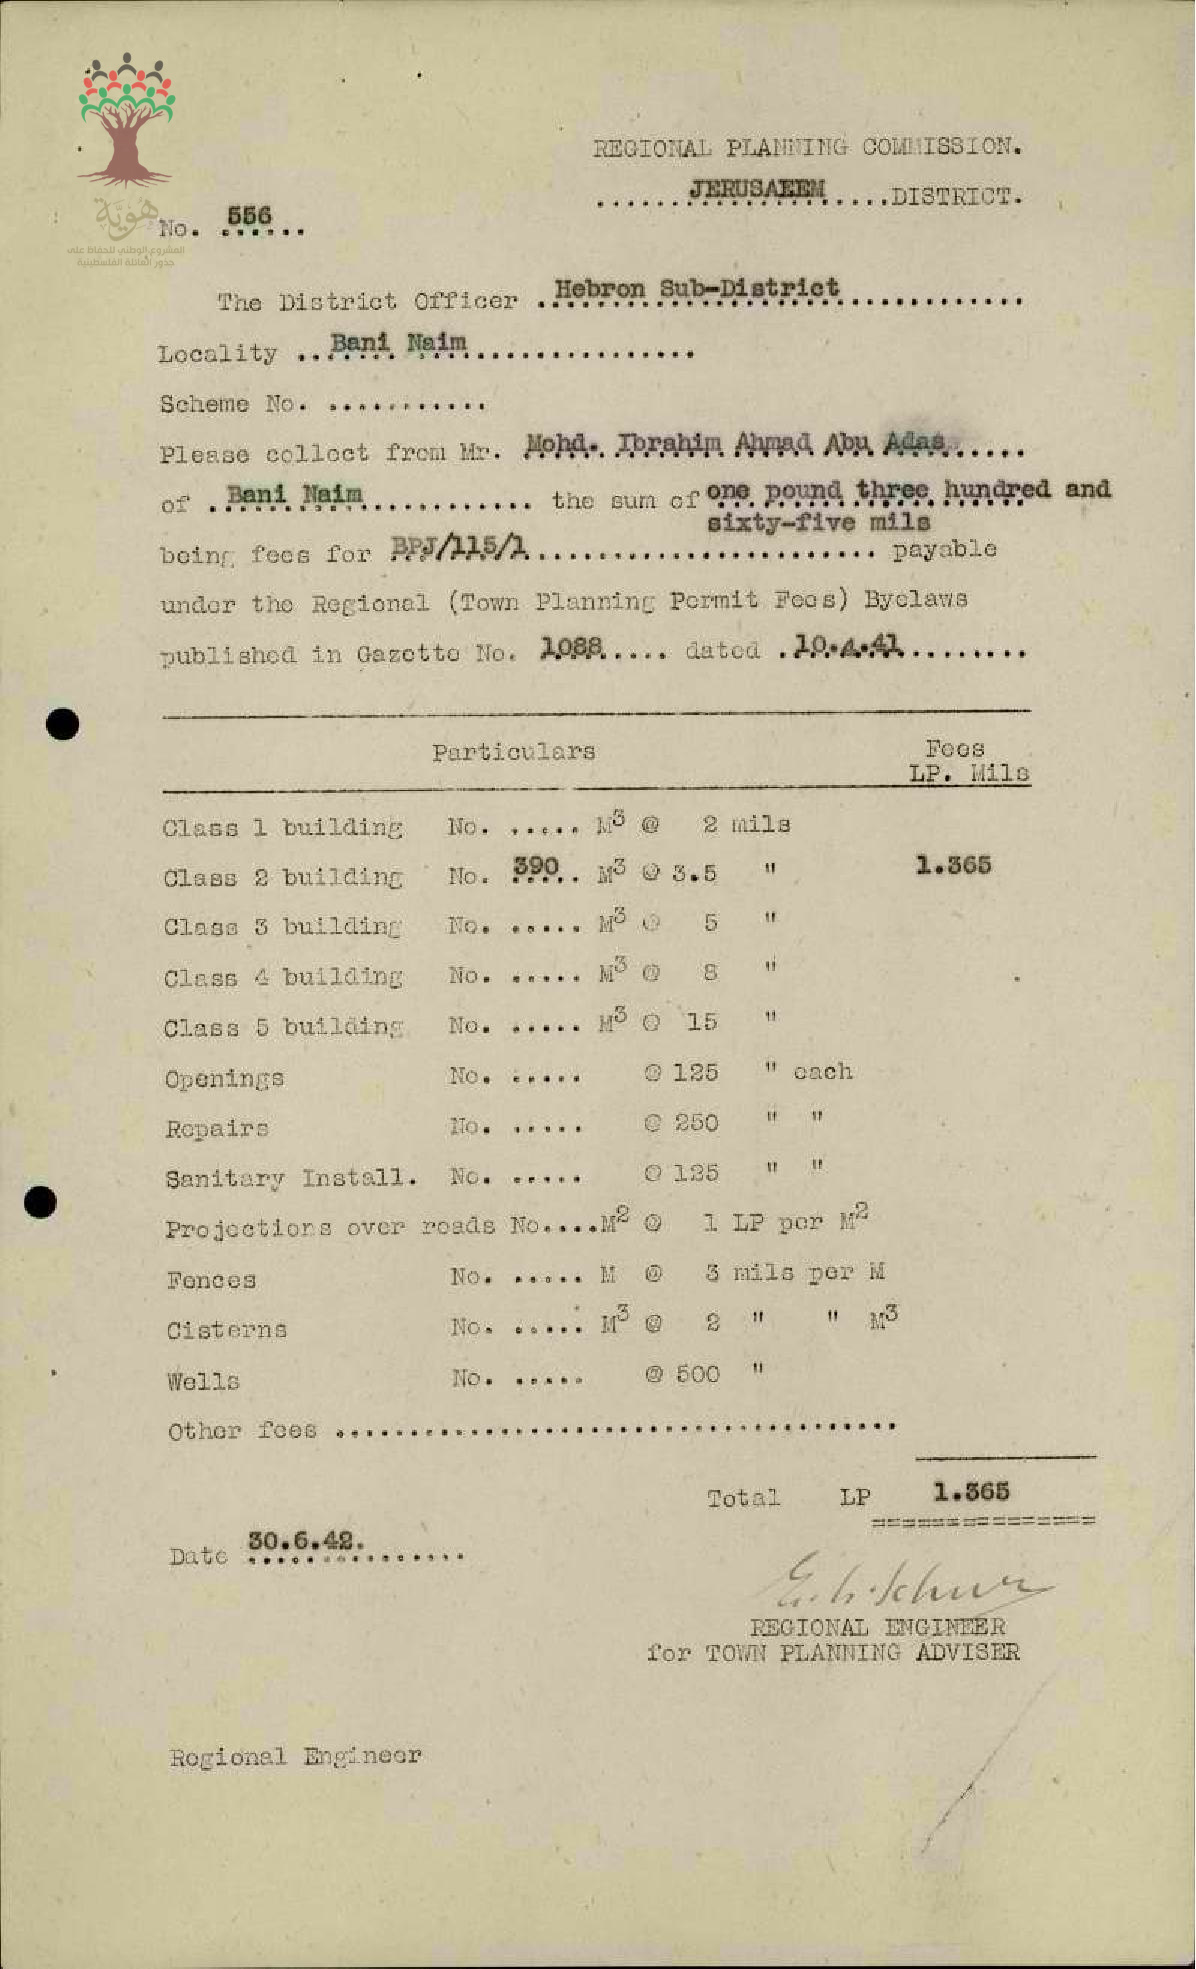 هَوِيَّة
المشروع الوطني للحفاظ على
جذور العائلة الفلسطينية
REGIONAL PLANNING COMMISSION.
......JERUSALEM.....DISTRICT.
No. 556......
The District Officer .Hebron Sub-District............
Locality ...Bani Naim...............
Scheme No. ...........
Please collect from Mr. Mohd. Ibrahim Ahmad Abu Adas......
of .Bani Naim............ the sum of one pound three hundred and
sixty-five mils
being fees for BPJ/115/1....................... payable
under the Regional (Town Planning Permit Fees) Byelaws
published in Gazette No. 1088..... dated .10.4.41.........
Particulars Fees
LP. Mils
Class 1 building No. ..... M3 @ 2 mils
Class 2 building No. 390.. M3 @ 3.5 " 1.365
Class 3 building No. ..... M3 @ 5 "
Class 4 building No. ..... M3 @ 8 "
Class 5 building No. ..... M3 @ 15 "
Openings No. ..... @ 125 " each
Repairs No. ..... @ 250 " "
Sanitary Install. No. ..... @ 125 " "
Projections over roads No....M2 @ 1 LP per M2
Fences No. ..... M @ 3 mils per M
Cisterns No. ..... M3 @ 2 " " M3
Wells No. ..... @ 500 "
Other fees ......................................
Total LP 1.365
===============
Date 30.6.42.
REGIONAL ENGINEER
for TOWN PLANNING ADVISER
Regional Engineer